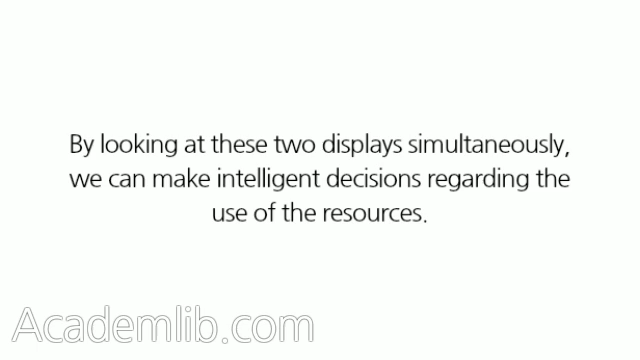 By looking at these two displays simultaneously,
we can make intelligent decisions regarding the
use of the resources.
Academlib.com